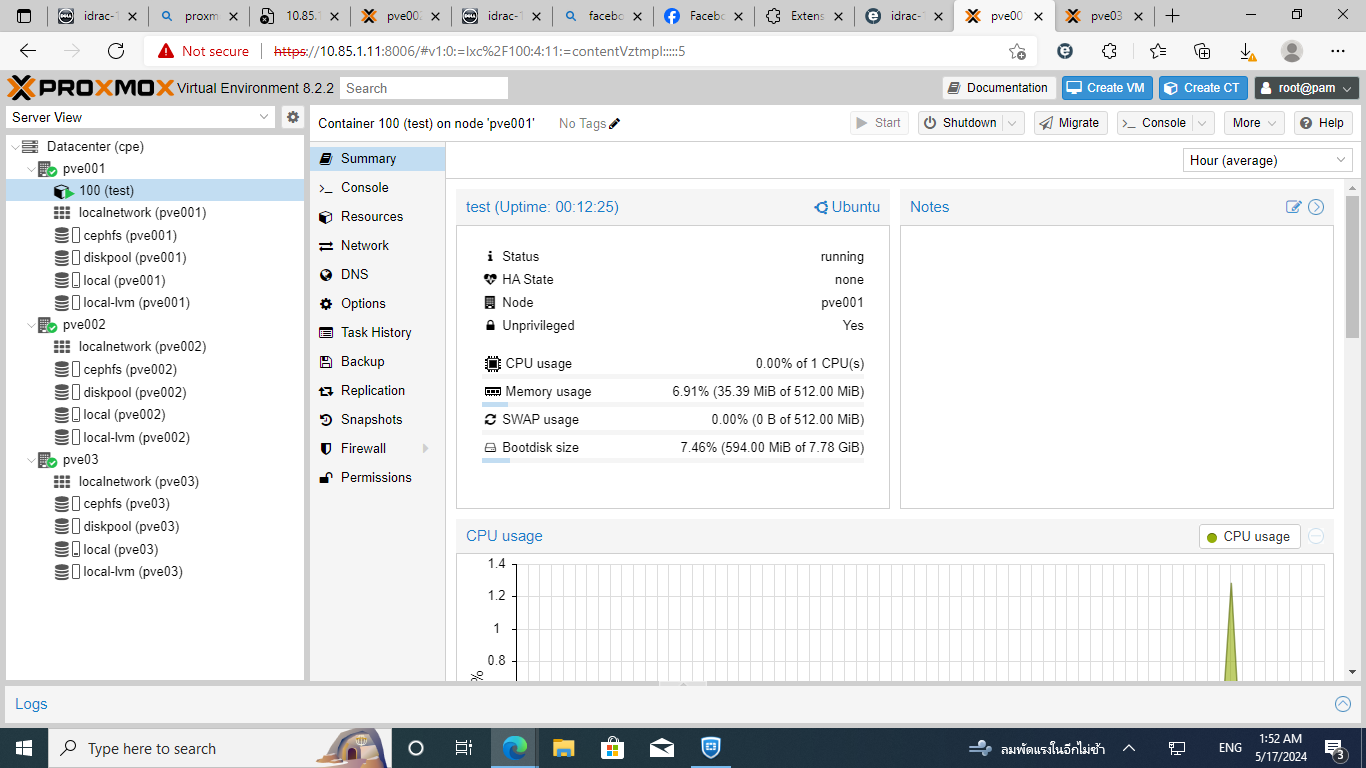 idrac-1
proxm
10.85.1
pve003
idrac-1
facebo
Facebo
Extens
idrac-1
pve00
pve03
Not secure
https://10.85.1.11:8006/#v1:0:=lxc%2F100:4:11:=contentVztmpl:::::5
PROXMOX Virtual Environment 8.2.2
Search
Documentation
Create VM
Create CT
root@pam
Server View
Container 100 (test) on node 'pve001'
No Tags
Start
Shutdown
Migrate
Console
More
Help
Datacenter (cpe)
pve001
100 (test)
localnetwork (pve001)
cephfs (pve001)
diskpool (pve001)
local (pve001)
local-lvm (pve001)
pve002
localnetwork (pve002)
cephfs (pve002)
diskpool (pve002)
local (pve002)
local-lvm (pve002)
pve03
localnetwork (pve03)
cephfs (pve03)
diskpool (pve03)
local (pve03)
local-lvm (pve03)
Summary
Console
Resources
Network
DNS
Options
Task History
Backup
Replication
Snapshots
Firewall
Permissions
Hour (average)
test (Uptime: 00:12:25)
Ubuntu
Status running
HA State none
Node pve001
Unprivileged Yes
CPU usage 0.00% of 1 CPU(s)
Memory usage 6.91% (35.39 MiB of 512.00 MiB)
SWAP usage 0.00% (0 B of 512.00 MiB)
Bootdisk size 7.46% (594.00 MiB of 7.78 GiB)
Notes
CPU usage
CPU usage
1.4
1.2
1
0.8
%
Logs
Type here to search
ลมพัดแรงในอีกไม่ช้า
ENG
1:52 AM
5/17/2024
3